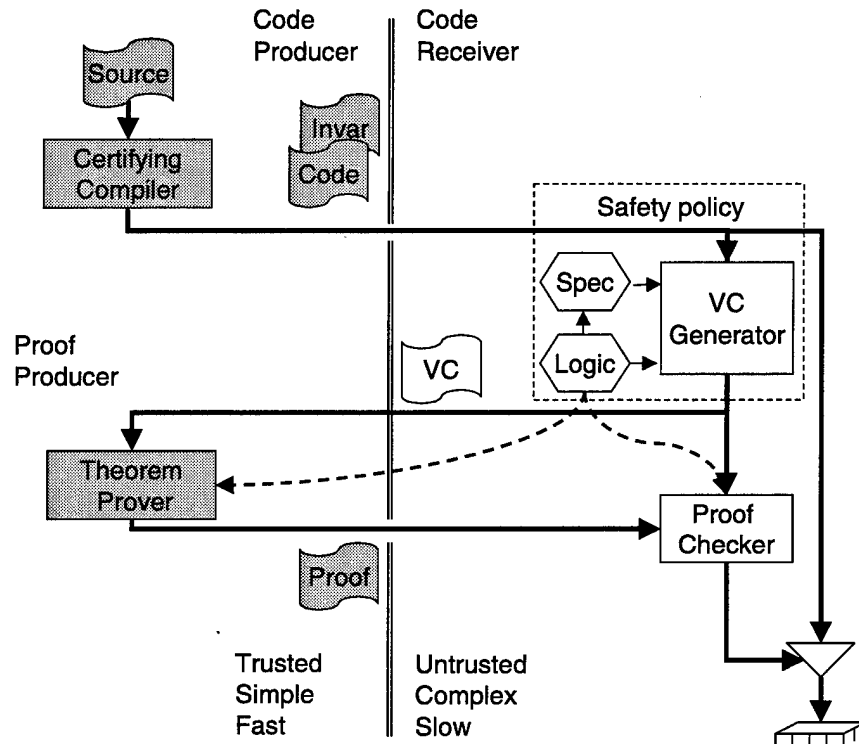 Code
Producer
Code
Receiver
Source
Invar
Code
Certifying
Compiler
Safety policy
Spec
VC
Generator
Logic
Proof
Producer
VC
Theorem
Prover
Proof
Checker
Proof
Trusted
Simple
Fast
Untrusted
Complex
Slow